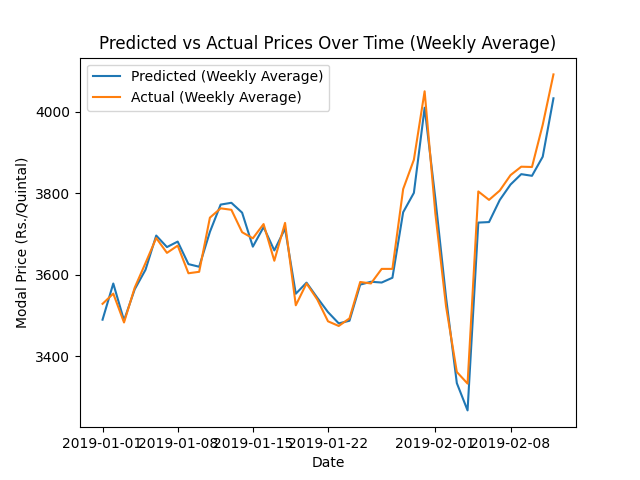 Predicted vs Actual Prices Over Time (Weekly Average)
Predicted (Weekly Average)
Actual (Weekly Average)
Modal Price (Rs./Quintal)
4000
3800
3600
3400
2019-01-01 2019-01-08 2019-01-15 2019-01-22 2019-02-01 2019-02-08
Date